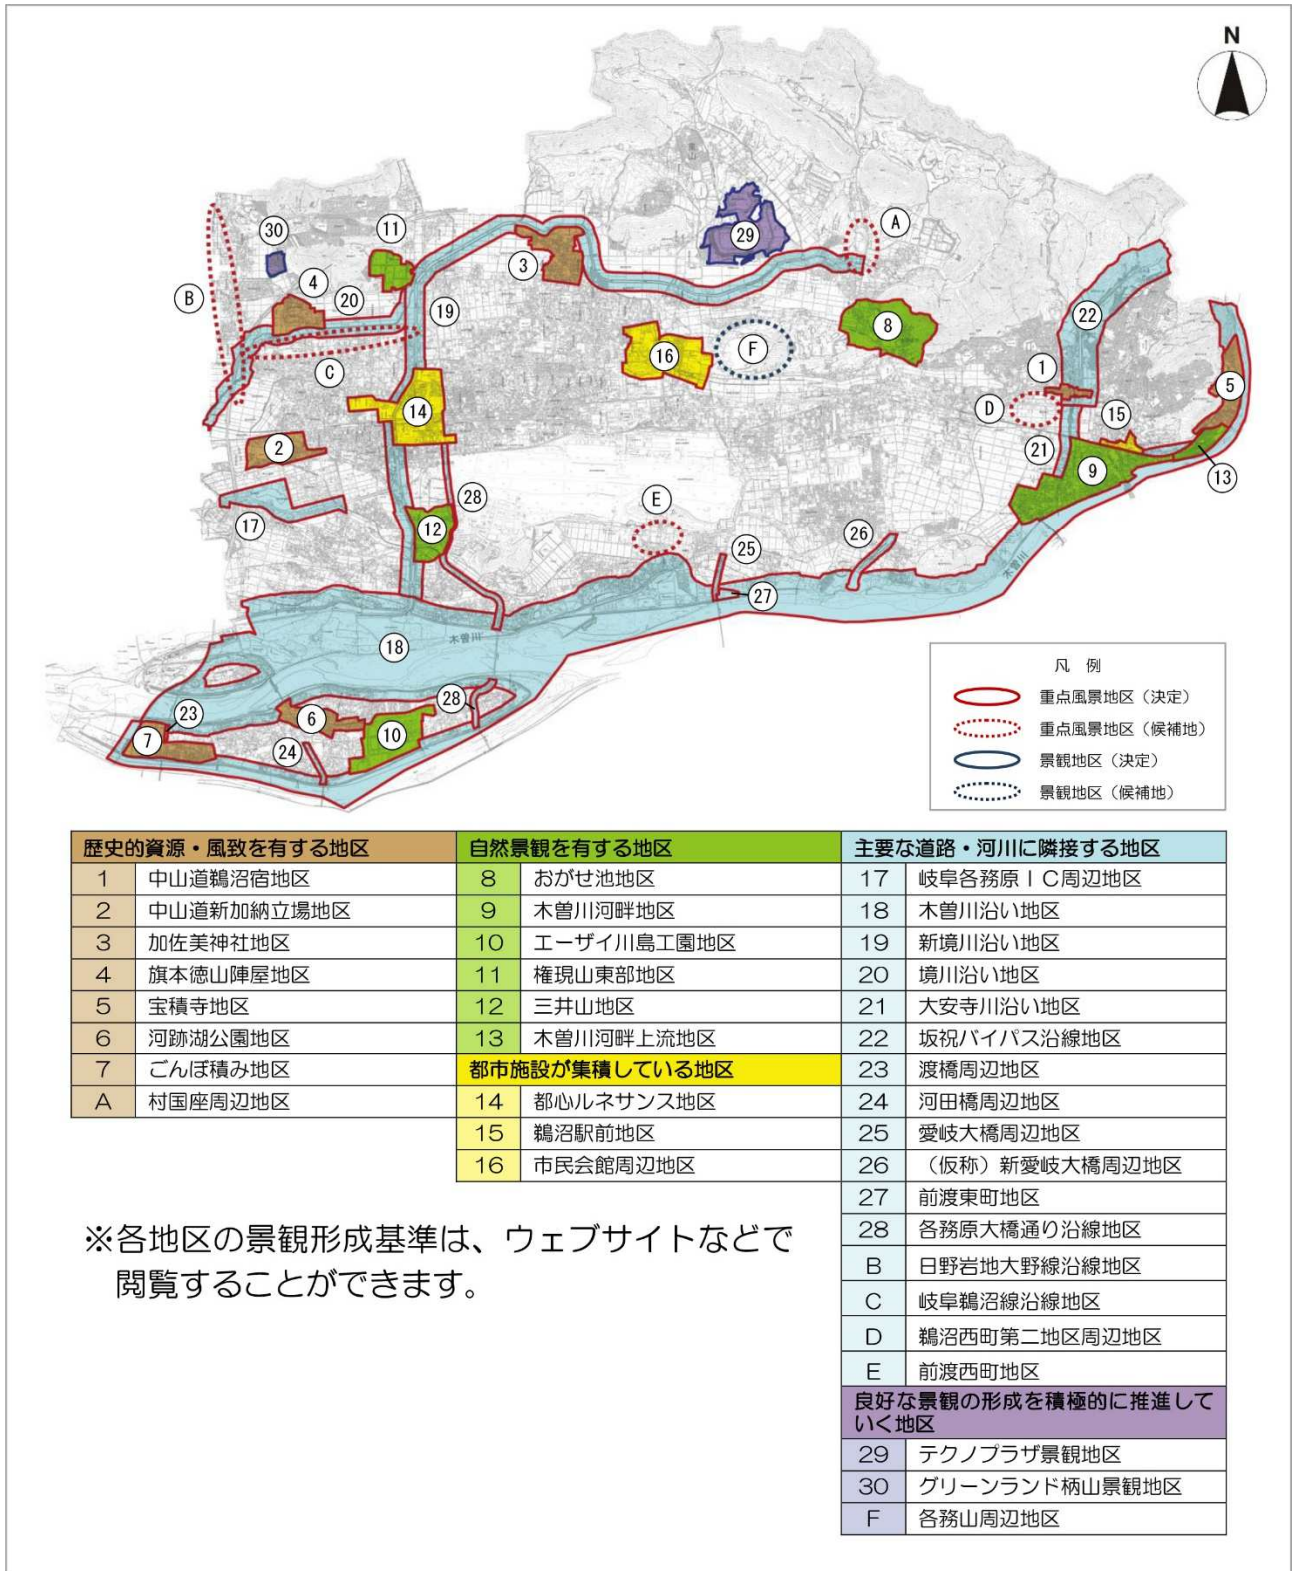 N
30
11
A
29
4
3
B
20
19
22
8
F
16
C
1
5
D
15
14
2
21
9
13
28
E
17
12
25
26
27
木曽川
18
木曽川
28
23
6
7
24
10
凡 例
重点風景地区（決定）
重点風景地区（候補地）
景観地区（決定）
景観地区（候補地）
歴史的資源・風致を有する地区
1 中山道鵜沼宿地区
2 中山道新加納立場地区
3 加佐美神社地区
4 旗本徳山陣屋地区
5 宝積寺地区
6 河跡湖公園地区
7 ごんぼ積み地区
A 村国座周辺地区
自然景観を有する地区
8 おがせ池地区
9 木曽川河畔地区
10 エーザイ川島工園地区
11 権現山東部地区
12 三井山地区
13 木曽川河畔上流地区
都市施設が集積している地区
14 都心ルネサンス地区
15 鵜沼駅前地区
16 市民会館周辺地区
主要な道路・河川に隣接する地区
17 岐阜各務原ＩＣ周辺地区
18 木曽川沿い地区
19 新境川沿い地区
20 境川沿い地区
21 大安寺川沿い地区
22 坂祝バイパス沿線地区
23 渡橋周辺地区
24 河田橋周辺地区
25 愛岐大橋周辺地区
26 （仮称）新愛岐大橋周辺地区
27 前渡東町地区
28 各務原大橋通り沿線地区
B 日野岩地大野線沿線地区
C 岐阜鵜沼線沿線地区
D 鵜沼西町第二地区周辺地区
E 前渡西町地区
良好な景観の形成を積極的に推進して
いく地区
29 テクノプラザ景観地区
30 グリーンランド柄山景観地区
F 各務山周辺地区
※各地区の景観形成基準は、ウェブサイトなどで
閲覧することができます。